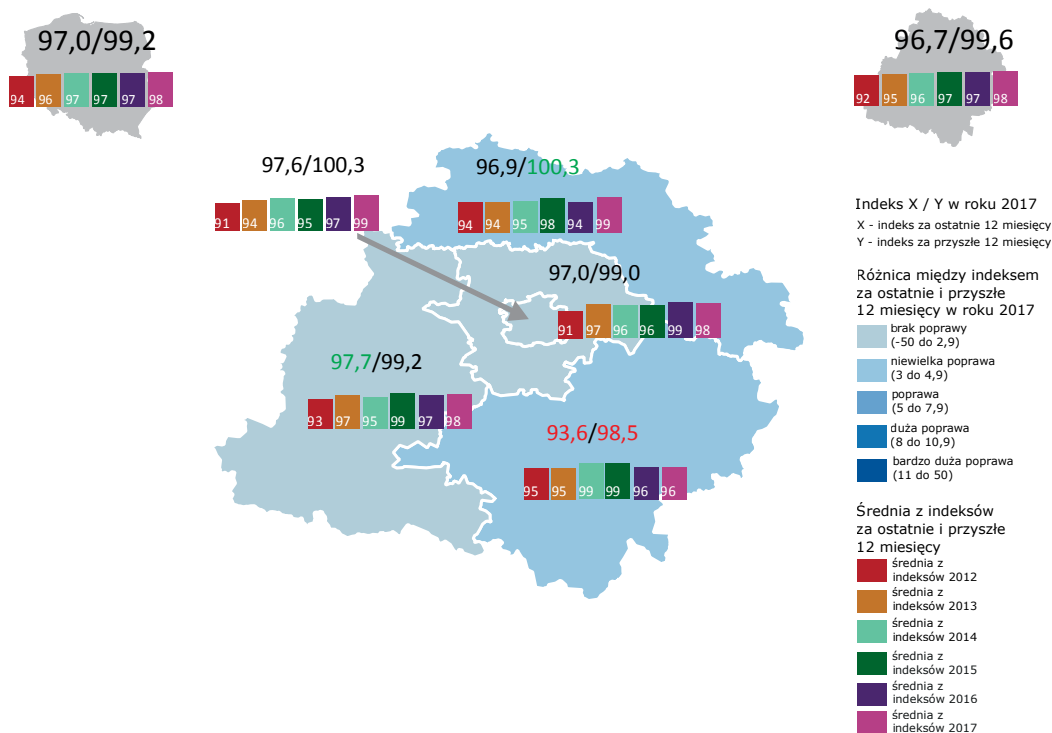 97,0/99,2
94 96 97 97 97 98
96,7/99,6
92 95 96 97 97 98
97,6/100,3
91 94 96 95 97 99
96,9/100,3
94 94 95 98 94 99
97,0/99,0
91 97 96 96 99 98
97,7/99,2
93 97 95 99 97 98
93,6/98,5
95 95 99 99 96 96
Indeks X / Y w roku 2017
X - indeks za ostatnie 12 miesięcy
Y - indeks za przyszłe 12 miesięcy
Różnica między indeksem
za ostatnie i przyszłe
12 miesięcy w roku 2017
brak poprawy
(-50 do 2,9)
niewielka poprawa
(3 do 4,9)
poprawa
(5 do 7,9)
duża poprawa
(8 do 10,9)
bardzo duża poprawa
(11 do 50)
Średnia z indeksów
za ostatnie i przyszłe
12 miesięcy
średnia z
indeksów 2012
średnia z
indeksów 2013
średnia z
indeksów 2014
średnia z
indeksów 2015
średnia z
indeksów 2016
średnia z
indeksów 2017